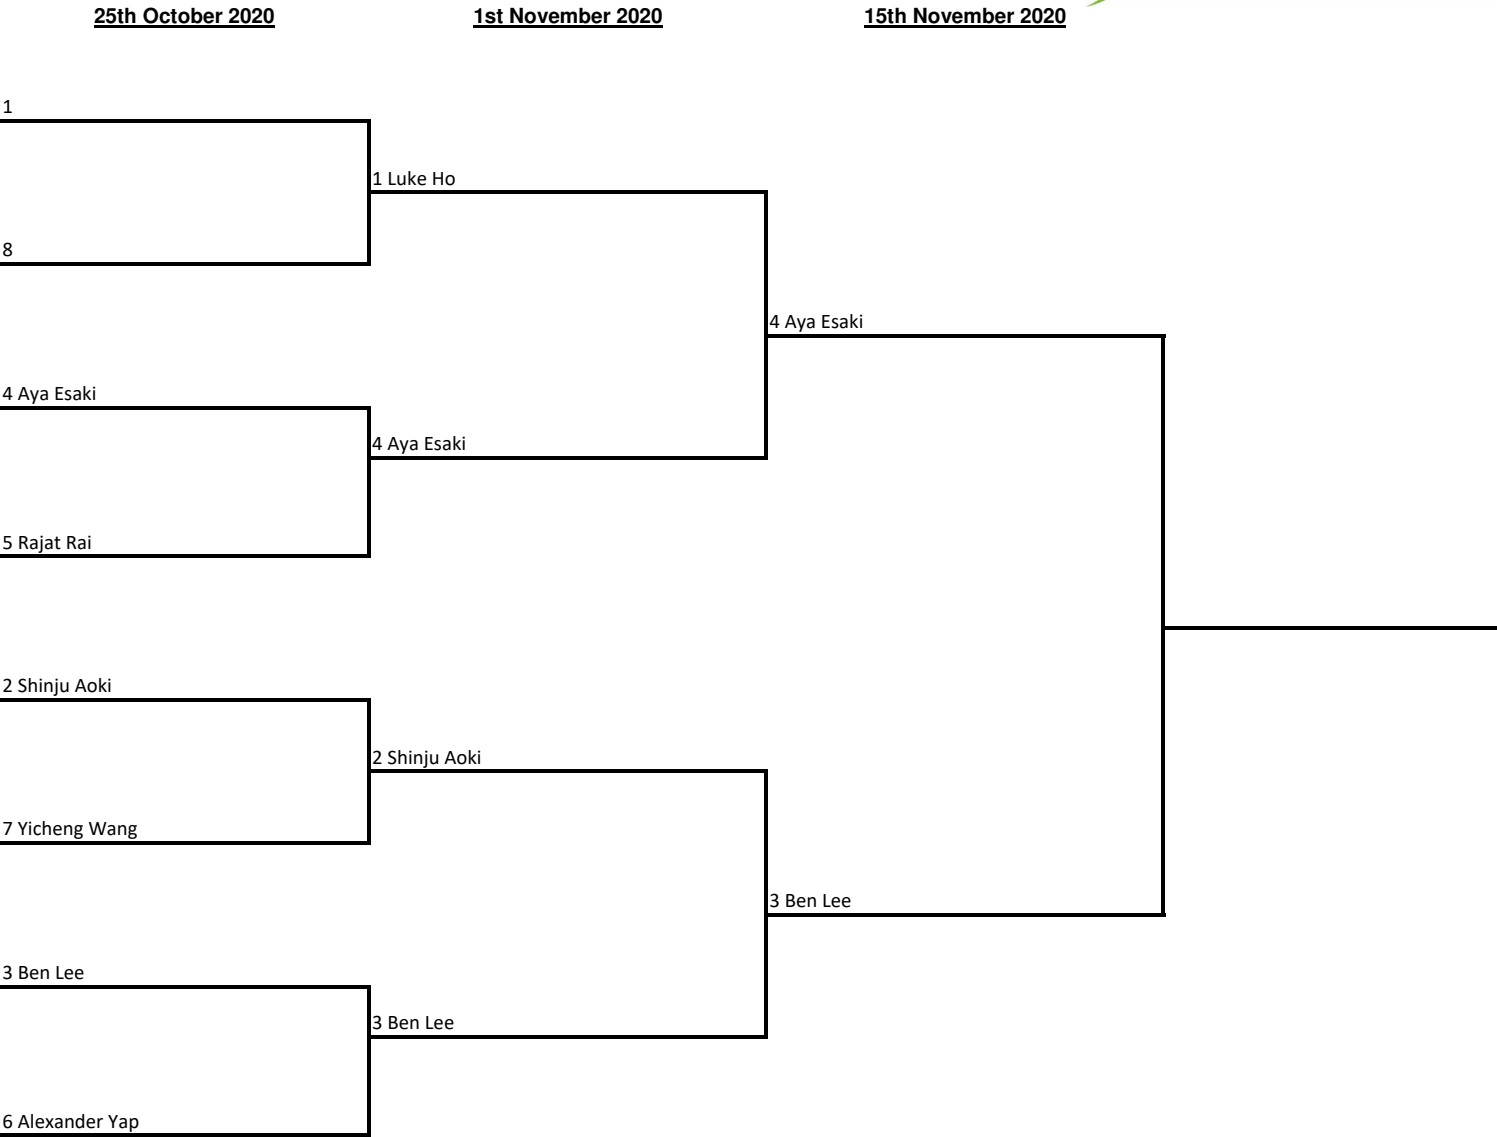 25th October 2020 1st November 2020 15th November 2020
1
1 Luke Ho
8
4 Aya Esaki
4 Aya Esaki
4 Aya Esaki
5 Rajat Rai
2 Shinju Aoki
2 Shinju Aoki
7 Yicheng Wang
3 Ben Lee
3 Ben Lee
3 Ben Lee
6 Alexander Yap